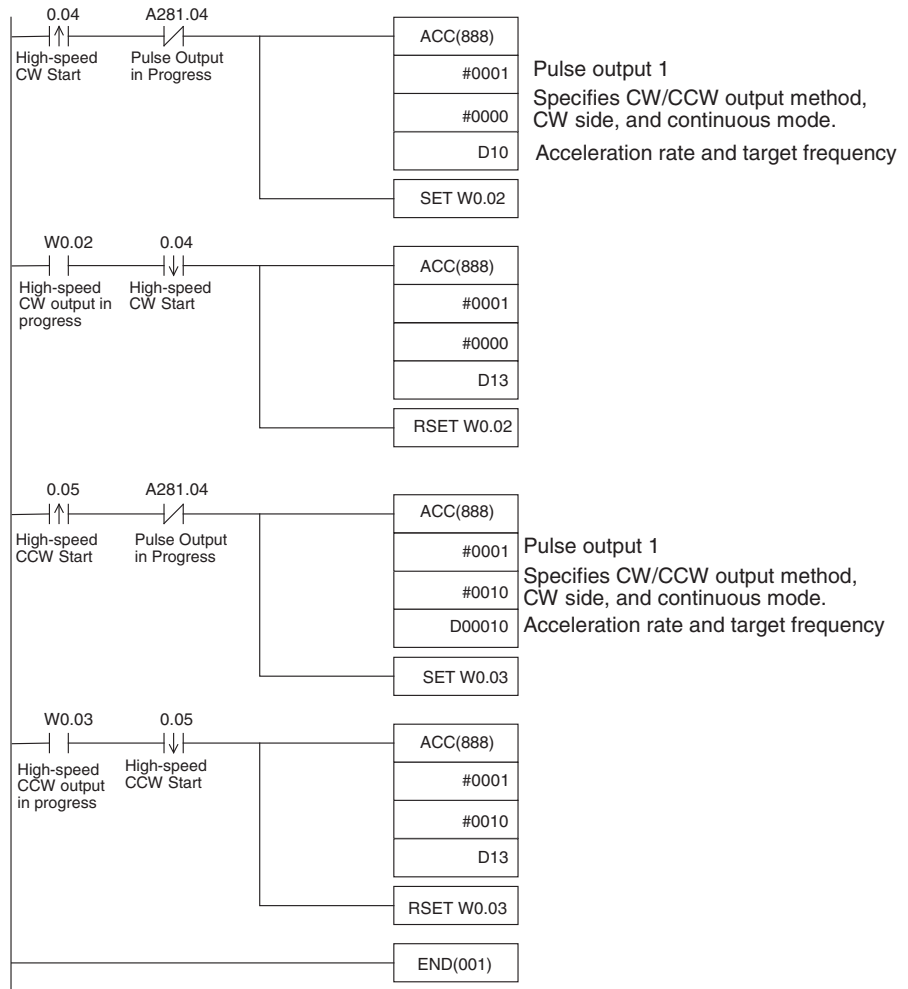 0.04 A281.04
High-speed
CW Start
Pulse Output
in Progress
ACC(888)
#0001 Pulse output 1
#0000 Specifies CW/CCW output method,
CW side, and continuous mode.
D10 Acceleration rate and target frequency
SET W0.02
W0.02 0.04
High-speed
CW output in
progress
High-speed
CW Start
ACC(888)
#0001
#0000
D13
RSET W0.02
0.05 A281.04
High-speed
CCW Start
Pulse Output
in Progress
ACC(888)
#0001 Pulse output 1
#0010 Specifies CW/CCW output method,
CW side, and continuous mode.
D00010 Acceleration rate and target frequency
SET W0.03
W0.03 0.05
High-speed
CCW output
in progress
High-speed
CCW Start
ACC(888)
#0001
#0010
D13
RSET W0.03
END(001)